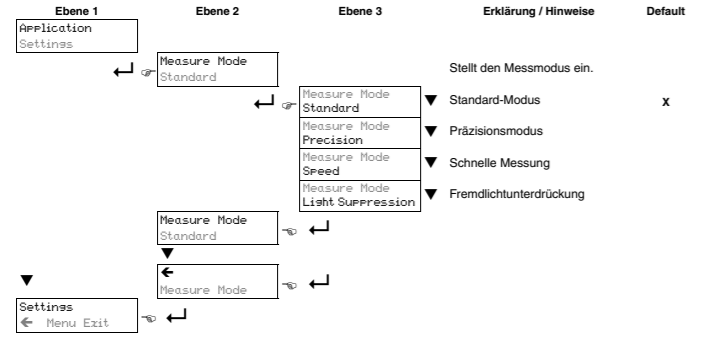 Ebene 1 Ebene 2 Ebene 3 Erklärung / Hinweise Default
Application
Settings
Measure Mode
Standard
Stellt den Messmodus ein.
Measure Mode
Standard
▼ Standard-Modus x
Measure Mode
Precision
▼ Präzisionsmodus
Measure Mode
Speed
▼ Schnelle Messung
Measure Mode
Light Suppression
▼ Fremdlichtunterdrückung
Measure Mode
Standard
▼
←
Measure Mode
▼
Settings
← Menu Exit